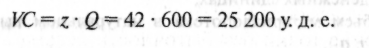 VC = z · Q = 42 · 600 = 25 200 у. д. е.